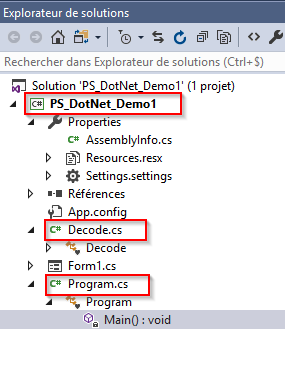 Explorateur de solutions
Rechercher dans Explorateur de solutions (Ctrl+$)
Solution 'PS_DotNet_Demo1' (1 projet)
C# PS_DotNet_Demo1
Properties
C# AssemblyInfo.cs
Resources.resx
Settings.settings
Références
App.config
C# Decode.cs
Decode
Form1.cs
C# Program.cs
Program
Main() : void